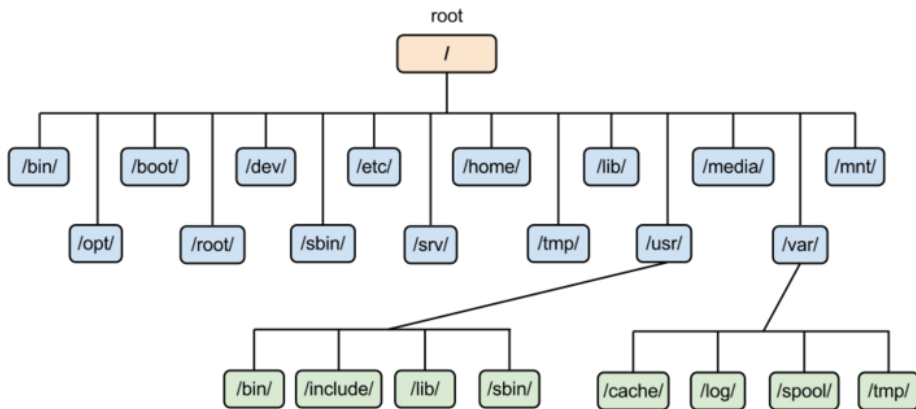 root
/
/bin/ /boot/ /dev/ /etc/ /home/ /lib/ /media/ /mnt/
/opt/ /root/ /sbin/ /srv/ /tmp/ /usr/ /var/
/bin/ /include/ /lib/ /sbin/ /cache/ /log/ /spool/ /tmp/